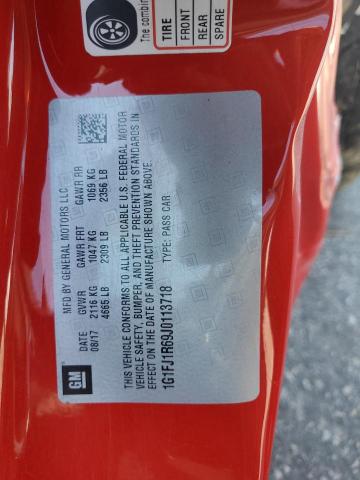 The combin
TIRE
FRONT
REAR
SPARE
GM
MFD BY GENERAL MOTORS LLC
DATE GVWR GAWR FRT GAWR RR
08/17 2116 KG 1047 KG 1069 KG
4665 LB 2309 LB 2356 LB
THIS VEHICLE CONFORMS TO ALL APPLICABLE U.S. FEDERAL MOTOR
VEHICLE SAFETY, BUMPER, AND THEFT PREVENTION STANDARDS IN
EFFECT ON THE DATE OF MANUFACTURE SHOWN ABOVE.
1G1FJ1R69J0113718 TYPE: PASS CAR